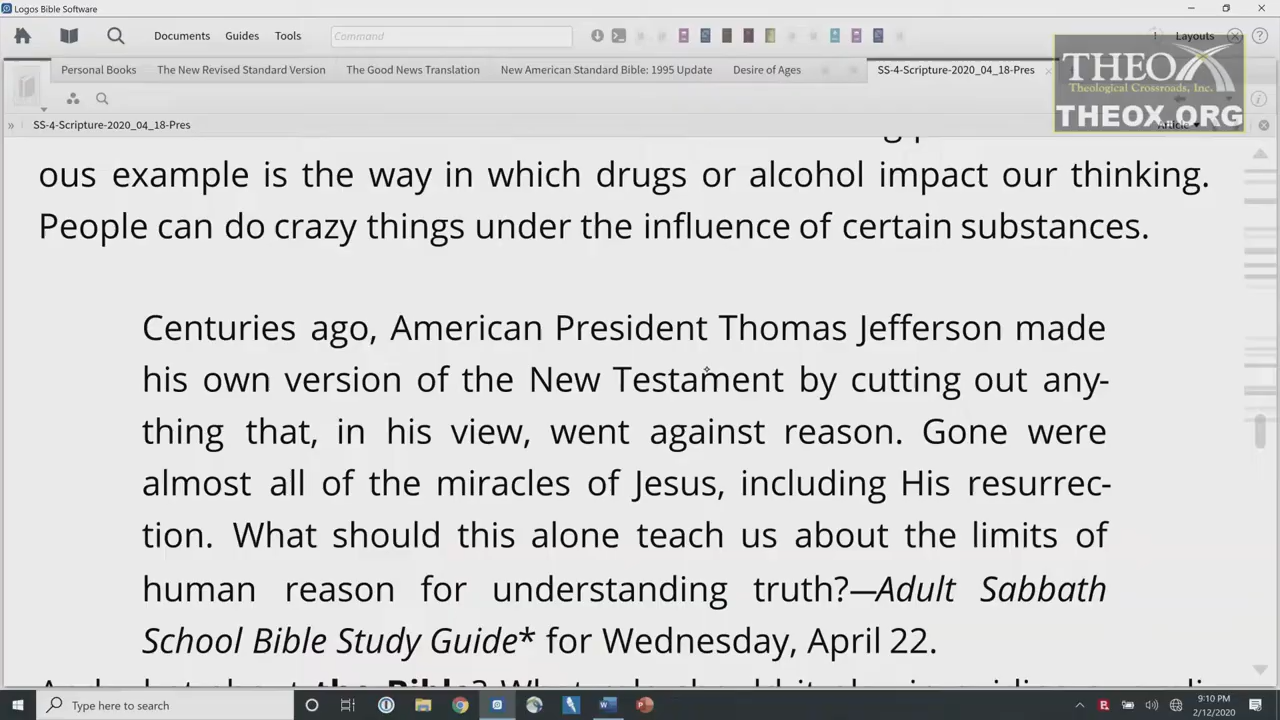 Logos Bible Software
Documents Guides Tools Command Layouts
THEOX
Theological Crossroads, Inc.
THEOX.ORG
Personal Books The New Revised Standard Version The Good News Translation New American Standard Bible: 1995 Update Desire of Ages SS-4-Scripture-2020_04_18-Pres
SS-4-Scripture-2020_04_18-Pres Article
ous example is the way in which drugs or alcohol impact our thinking.
People can do crazy things under the influence of certain substances.
Centuries ago, American President Thomas Jefferson made
his own version of the New Testament by cutting out any-
thing that, in his view, went against reason. Gone were
almost all of the miracles of Jesus, including His resurrec-
tion. What should this alone teach us about the limits of
human reason for understanding truth?—Adult Sabbath
School Bible Study Guide* for Wednesday, April 22.
Type here to search
9:10 PM
2/12/2020